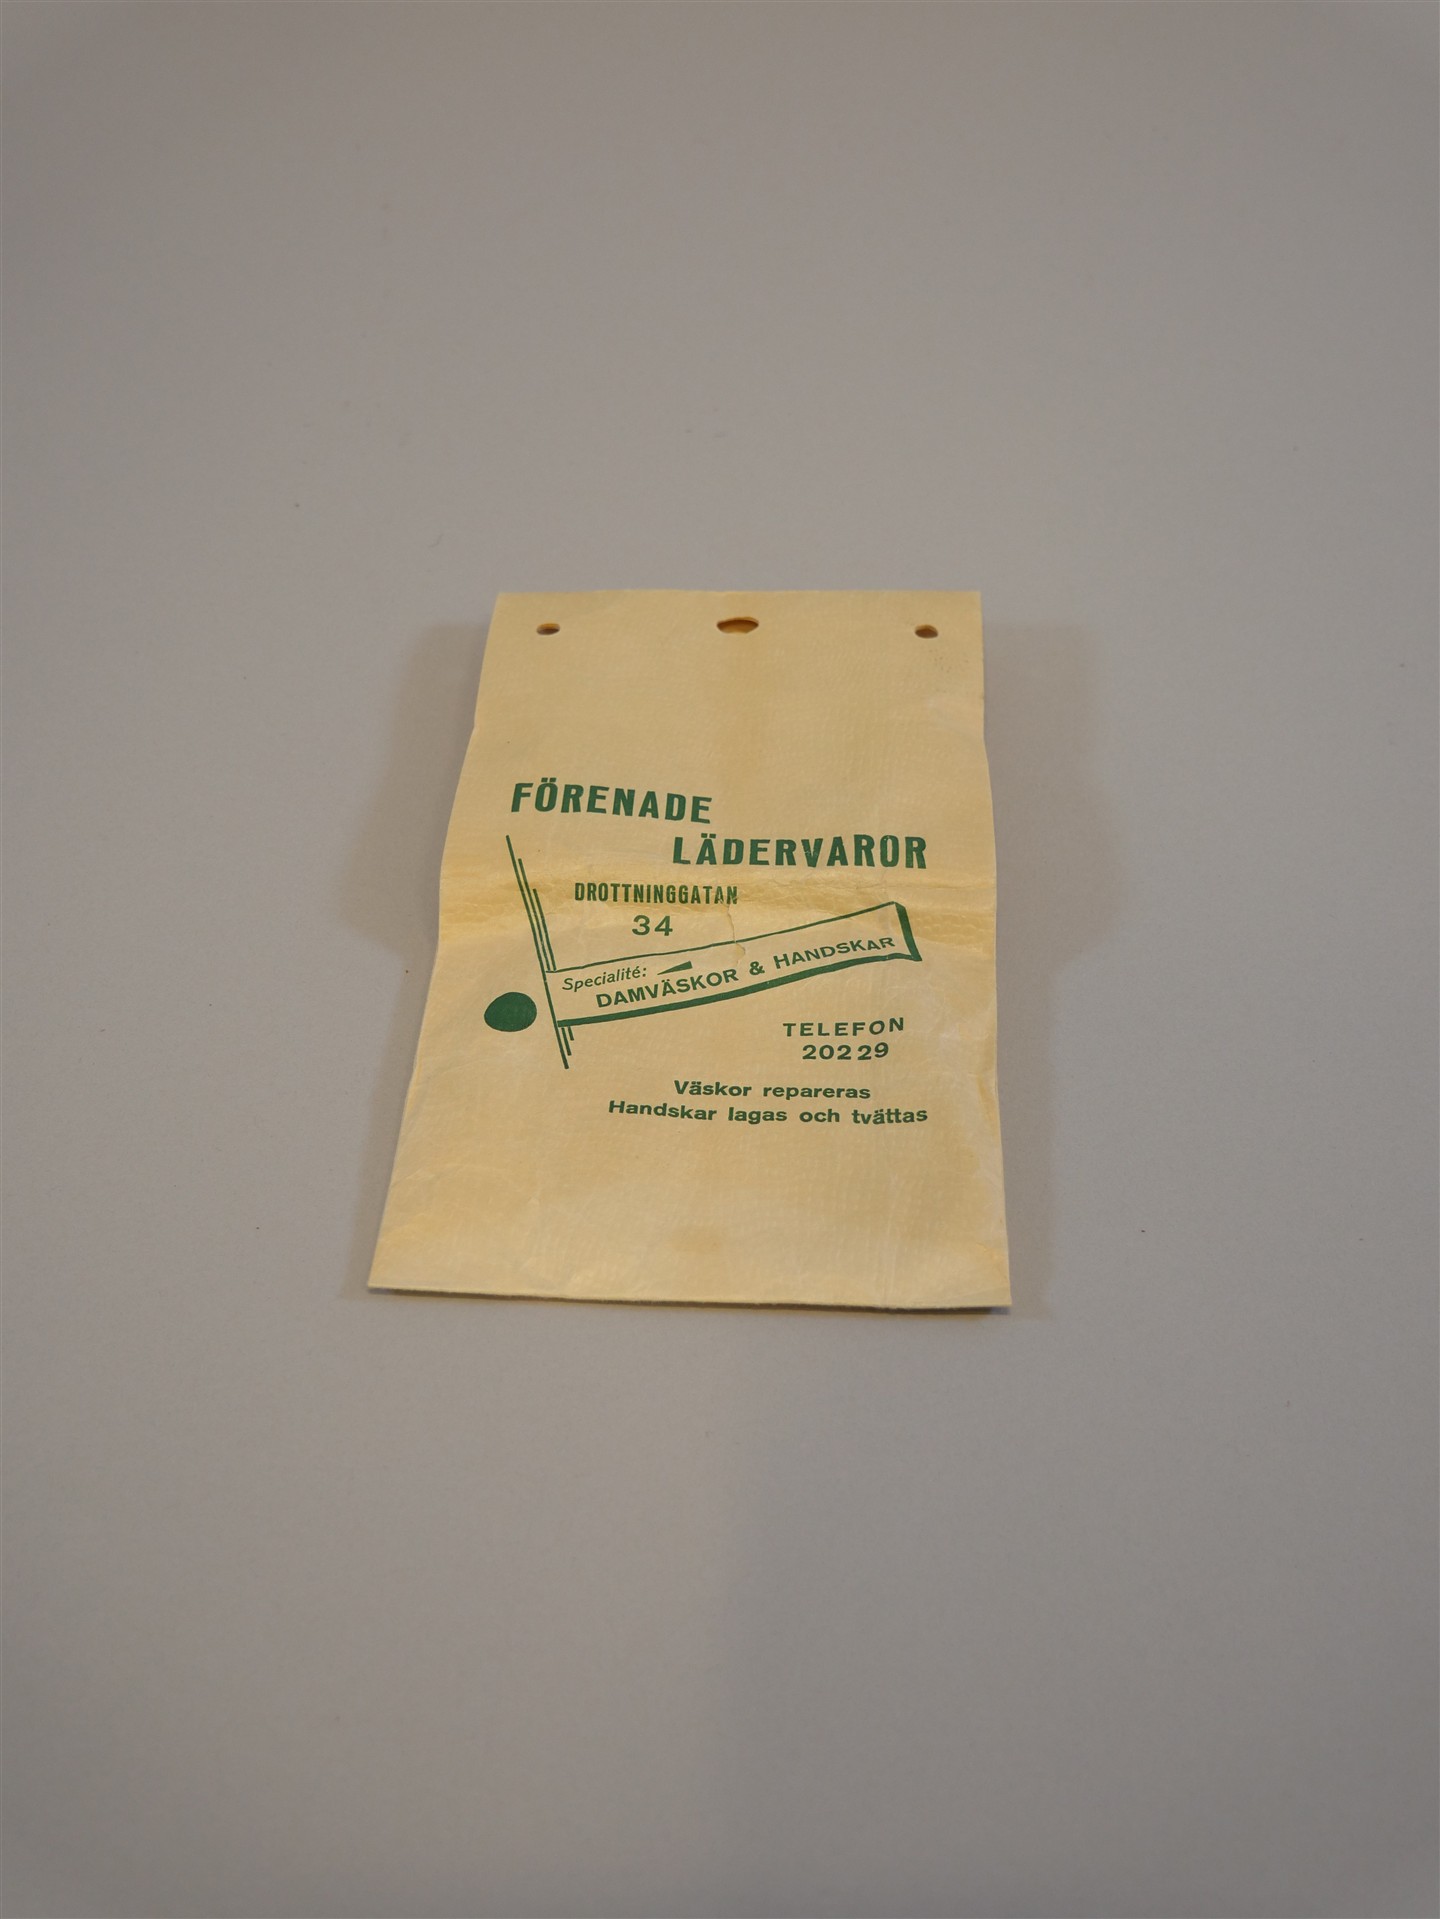 FÖRENADE
LÄDERVAROR
DROTTNINGGATAN
34
Specialité:
DAMVÄSKOR & HANDSKAR
TELEFON
20229
Väskor repareras
Handskar lagas och tvättas